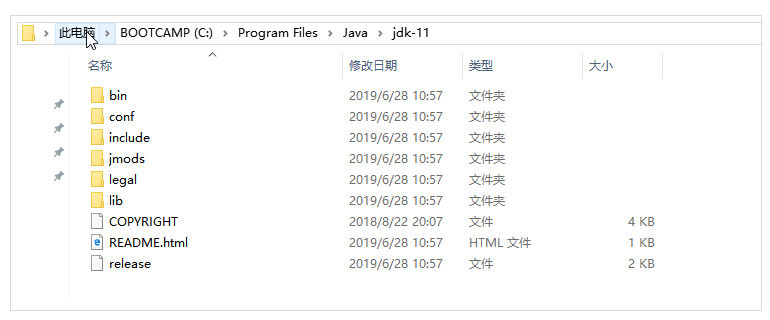 此电脑 BOOTCAMP (C:) Program Files Java jdk-11
名称 修改日期 类型 大小
bin 2019/6/28 10:57 文件夹
conf 2019/6/28 10:57 文件夹
include 2019/6/28 10:57 文件夹
jmods 2019/6/28 10:57 文件夹
legal 2019/6/28 10:57 文件夹
lib 2019/6/28 10:57 文件夹
COPYRIGHT 2018/8/22 20:07 文件 4 KB
README.html 2019/6/28 10:57 HTML 文件 1 KB
release 2019/6/28 10:57 文件 2 KB